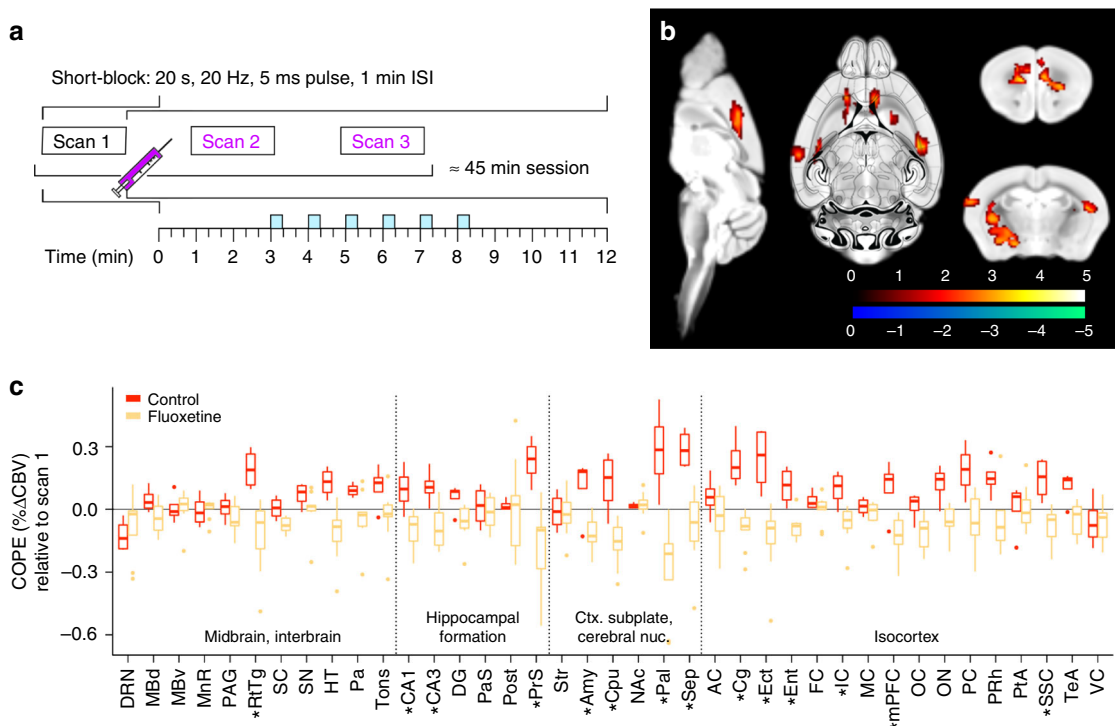 a
Short-block: 20 s, 20 Hz, 5 ms pulse, 1 min ISI
Scan 1
Scan 2
Scan 3
≈ 45 min session
Time (min)
0 1 2 3 4 5 6 7 8 9 10 11 12
b
0 1 2 3 4 5
0 −1 −2 −3 −4 −5
c
Control
Fluoxetine
COPE (%ΔCBV)
relative to scan 1
0.3
0.0
−0.3
−0.6
Midbrain, interbrain
Hippocampal
formation
Ctx. subplate,
cerebral nuc.
Isocortex
DRN MBd MBv MnR PAG *RtTg SC SN HT Pa Tons *CA1 *CA3 DG PaS Post *PrS Str *Amy *Cpu NAc *Pal *Sep AC *Cg *Ect *Ent FC *IC MC *mPFC OC ON PC PRh PtA *SSC TeA VC